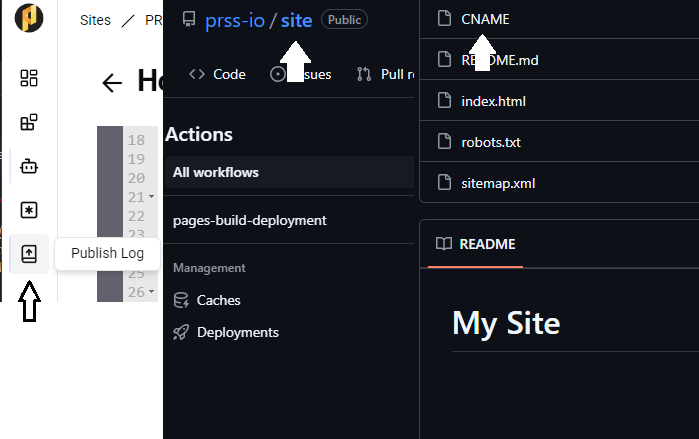 Sites / PR
Ho
18
19
20
21
22
23
24
25
26
Publish Log
prss-io / site Public
Code Issues Pull r
Actions
All workflows
pages-build-deployment
Management
Caches
Deployments
CNAME
README.md
index.html
robots.txt
sitemap.xml
README
My Site